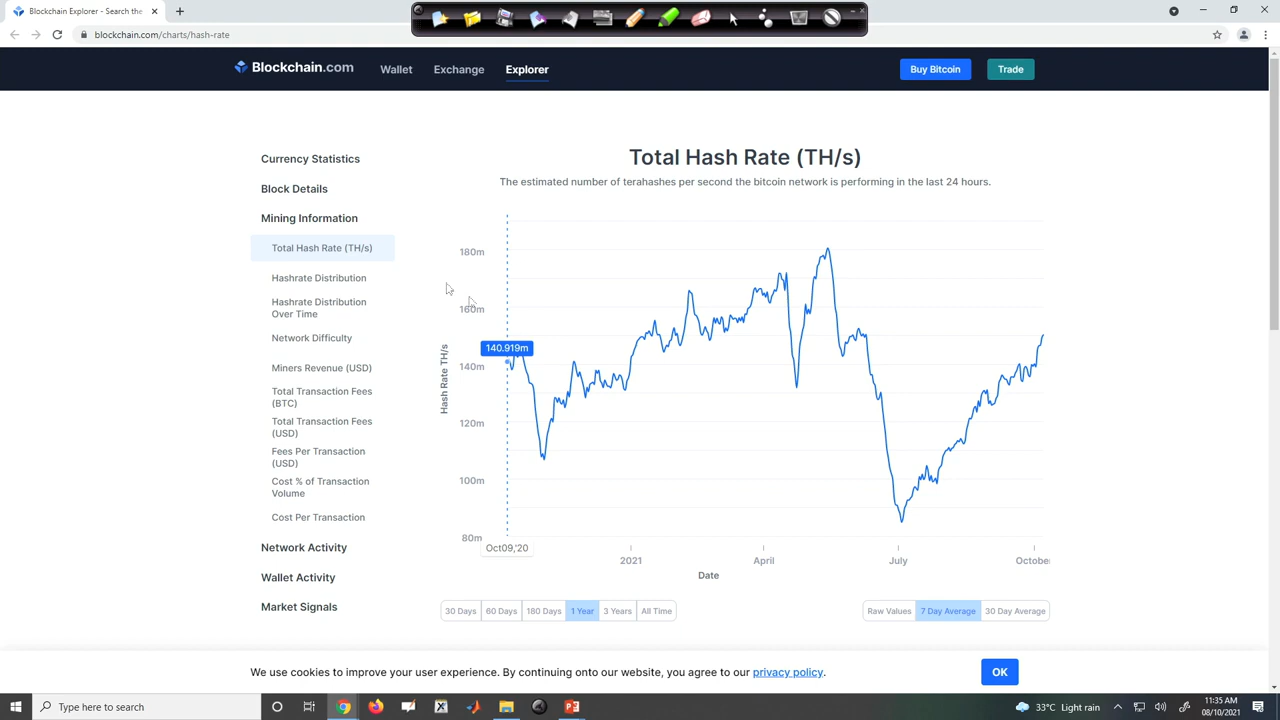 Blockchain Explorer - Search the
blockchain.com/charts/hash-rate
Blockchain.com
Wallet
Exchange
Explorer
Buy Bitcoin
Trade
Currency Statistics
Block Details
Mining Information
Total Hash Rate (TH/s)
Hashrate Distribution
Hashrate Distribution
Over Time
Network Difficulty
Miners Revenue (USD)
Total Transaction Fees
(BTC)
Total Transaction Fees
(USD)
Fees Per Transaction
(USD)
Cost % of Transaction
Volume
Cost Per Transaction
Network Activity
Wallet Activity
Market Signals
Total Hash Rate (TH/s)
The estimated number of terahashes per second the bitcoin network is performing in the last 24 hours.
180m
160m
140m
120m
100m
80m
Hash Rate TH/s
140.919m
Oct09,'20
2021
April
July
October
Date
30 Days
60 Days
180 Days
1 Year
3 Years
All Time
Raw Values
7 Day Average
30 Day Average
We use cookies to improve your user experience. By continuing onto our website, you agree to our privacy policy.
OK
Type here to search
33°C Light rain
11:35 AM
08/10/2021